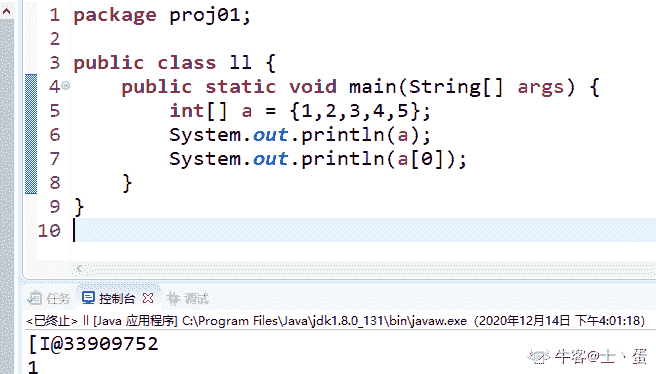 1 package proj01;
2
3 public class ll {
4 public static void main(String[] args) {
5 int[] a = {1,2,3,4,5};
6 System.out.println(a);
7 System.out.println(a[0]);
8 }
9 }
10
任务 控制台 调试
<已终止> ll [Java 应用程序] C:\Program Files\Java\jdk1.8.0_131\bin\javaw.exe（2020年12月14日 下午4:01:18）
[I@33909752
1
牛客@士丶蛋